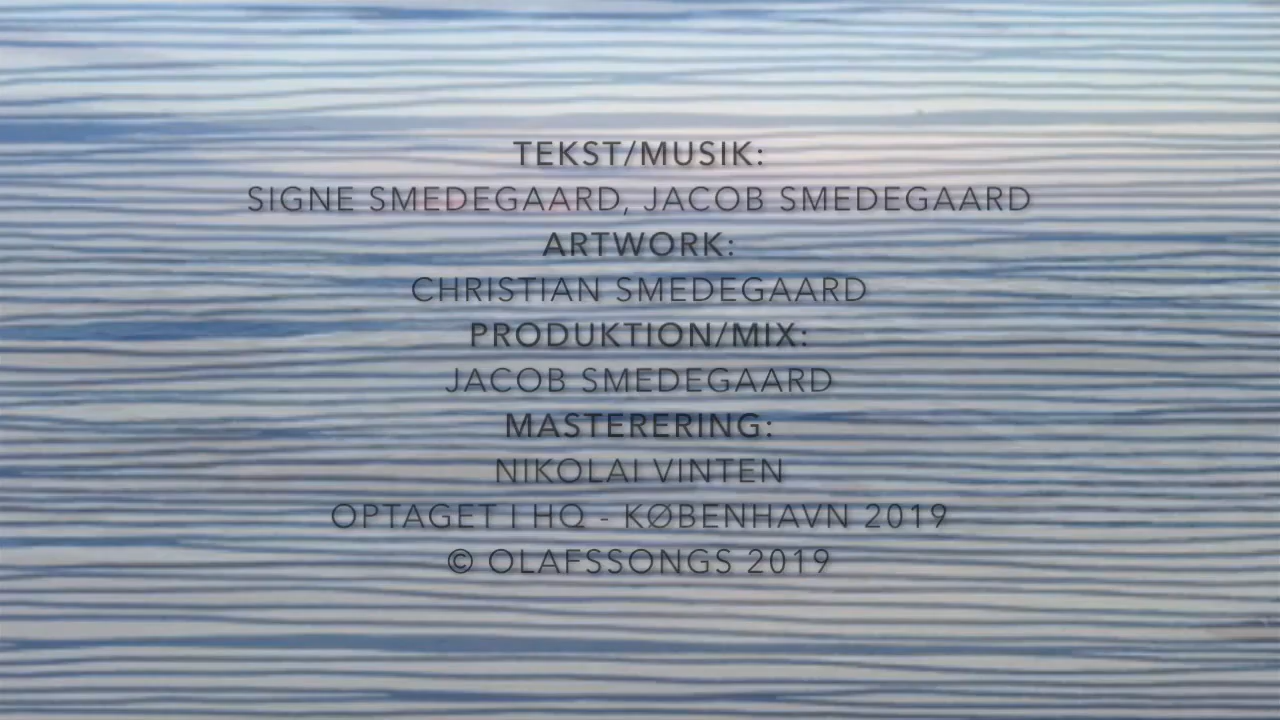 TEKST/MUSIK:
SIGNE SMEDEGAARD, JACOB SMEDEGAARD
ARTWORK:
CHRISTIAN SMEDEGAARD
PRODUKTION/MIX:
JACOB SMEDEGAARD
MASTERERING:
NIKOLAI VINTEN
OPTAGET I HQ - KØBENHAVN 2019
© OLAFSSONGS 2019